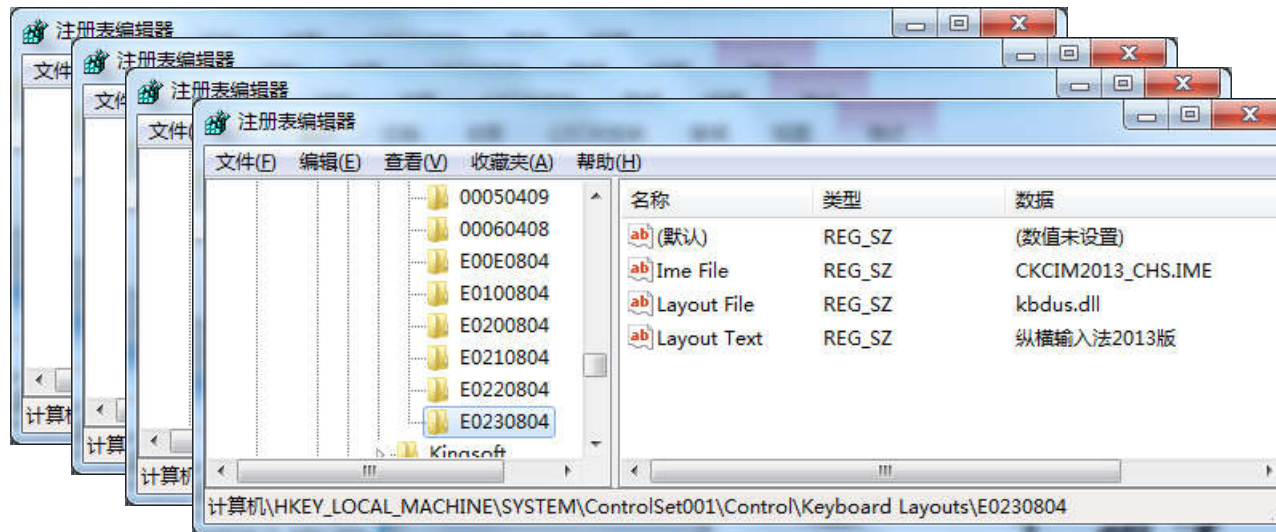 注册表编辑器
文件
注册表编辑器
文件
注册表编辑器
文件(
注册表编辑器
文件(F) 编辑(E) 查看(V) 收藏夹(A) 帮助(H)
00050409
00060408
E00E0804
E0100804
E0200804
E0210804
E0220804
E0230804
Kingsoft
名称 类型 数据
ab (默认) REG_SZ (数值未设置)
ab Ime File REG_SZ CKCIM2013_CHS.IME
ab Layout File REG_SZ kbdus.dll
ab Layout Text REG_SZ 纵横输入法2013版
计算机
计算
计算机
计算机\HKEY_LOCAL_MACHINE\SYSTEM\ControlSet001\Control\Keyboard Layouts\E0230804